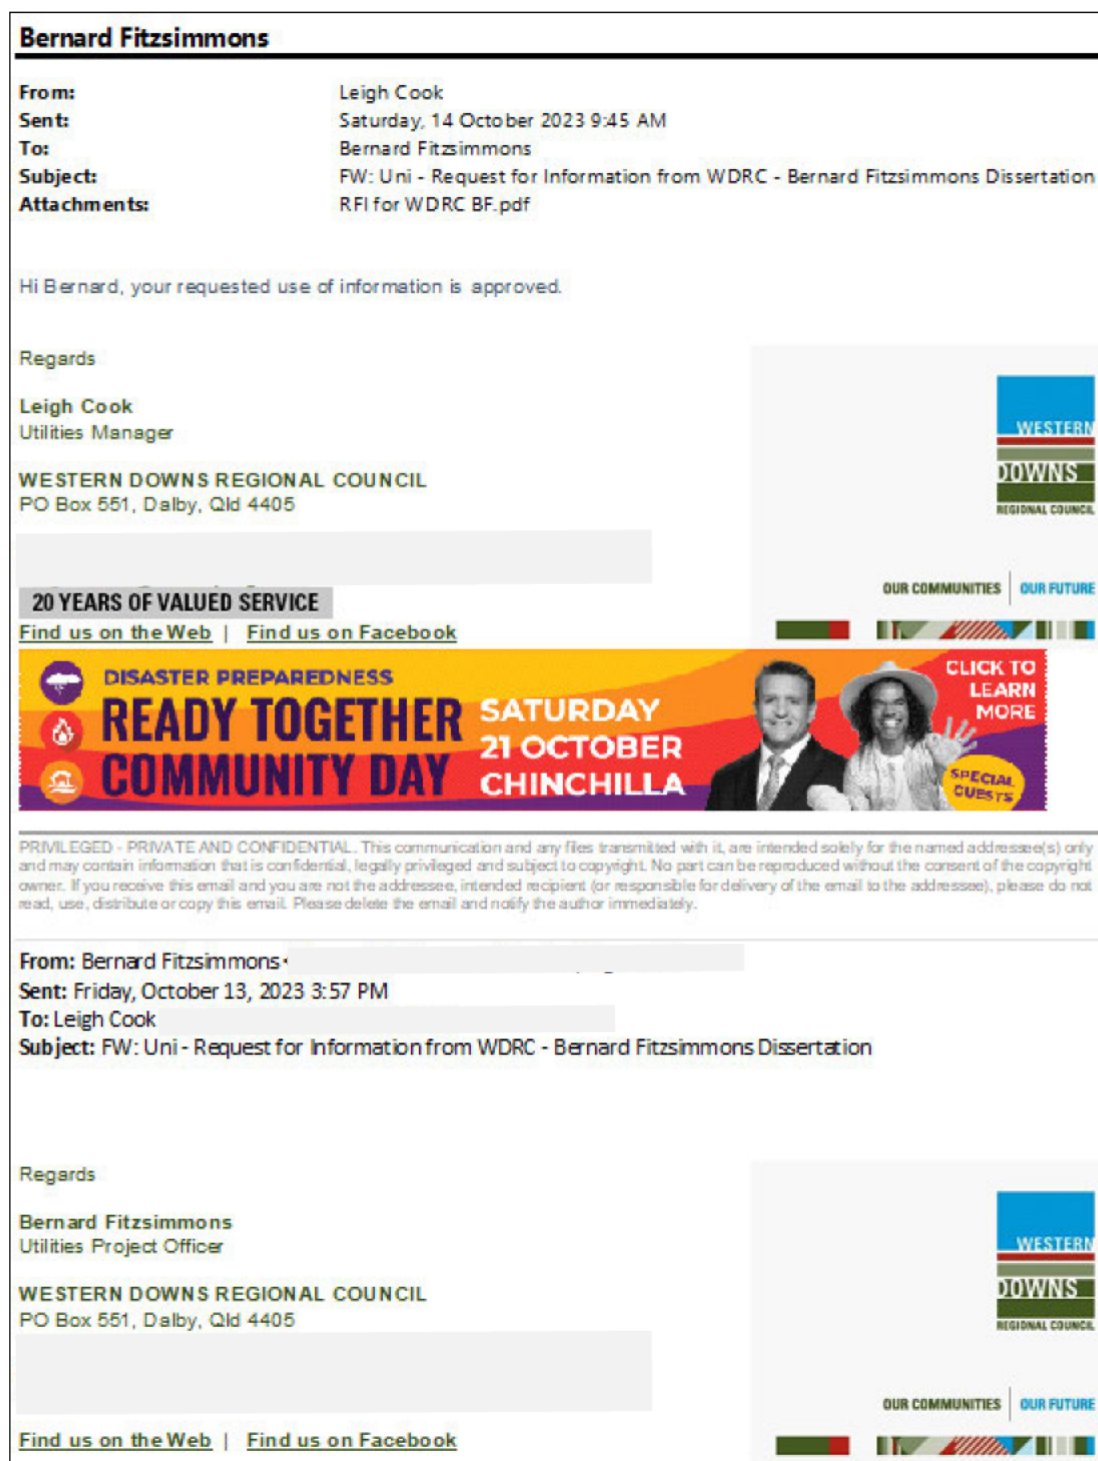 Bernard Fitzsimmons
From: Leigh Cook
Sent: Saturday, 14 October 2023 9:45 AM
To: Bernard Fitzsimmons
Subject: FW: Uni - Request for Information from WDRC - Bernard Fitzsimmons Dissertation
Attachments: RFI for WDRC BF.pdf
Hi Bernard, your requested use of information is approved.
Regards
Leigh Cook
Utilities Manager
WESTERN DOWNS REGIONAL COUNCIL
PO Box 551, Dalby, Qld 4405
WESTERN
DOWNS
REGIONAL COUNCIL
OUR COMMUNITIES | OUR FUTURE
20 YEARS OF VALUED SERVICE
Find us on the Web | Find us on Facebook
DISASTER PREPAREDNESS
READY TOGETHER
COMMUNITY DAY
SATURDAY
21 OCTOBER
CHINCHILLA
CLICK TO
LEARN
MORE
SPECIAL
GUESTS
PRIVILEGED - PRIVATE AND CONFIDENTIAL. This communication and any files transmitted with it, are intended solely for the named addressee(s) only
and may contain information that is confidential, legally privileged and subject to copyright. No part can be reproduced without the consent of the copyright
owner. If you receive this email and you are not the addressee, intended recipient (or responsible for delivery of the email to the addressee), please do not
read, use, distribute or copy this email. Please delete the email and notify the author immediately.
From: Bernard Fitzsimmons
Sent: Friday, October 13, 2023 3:57 PM
To: Leigh Cook
Subject: FW: Uni - Request for Information from WDRC - Bernard Fitzsimmons Dissertation
Regards
Bernard Fitzsimmons
Utilities Project Officer
WESTERN DOWNS REGIONAL COUNCIL
PO Box 551, Dalby, Qld 4405
WESTERN
DOWNS
REGIONAL COUNCIL
OUR COMMUNITIES | OUR FUTURE
Find us on the Web | Find us on Facebook